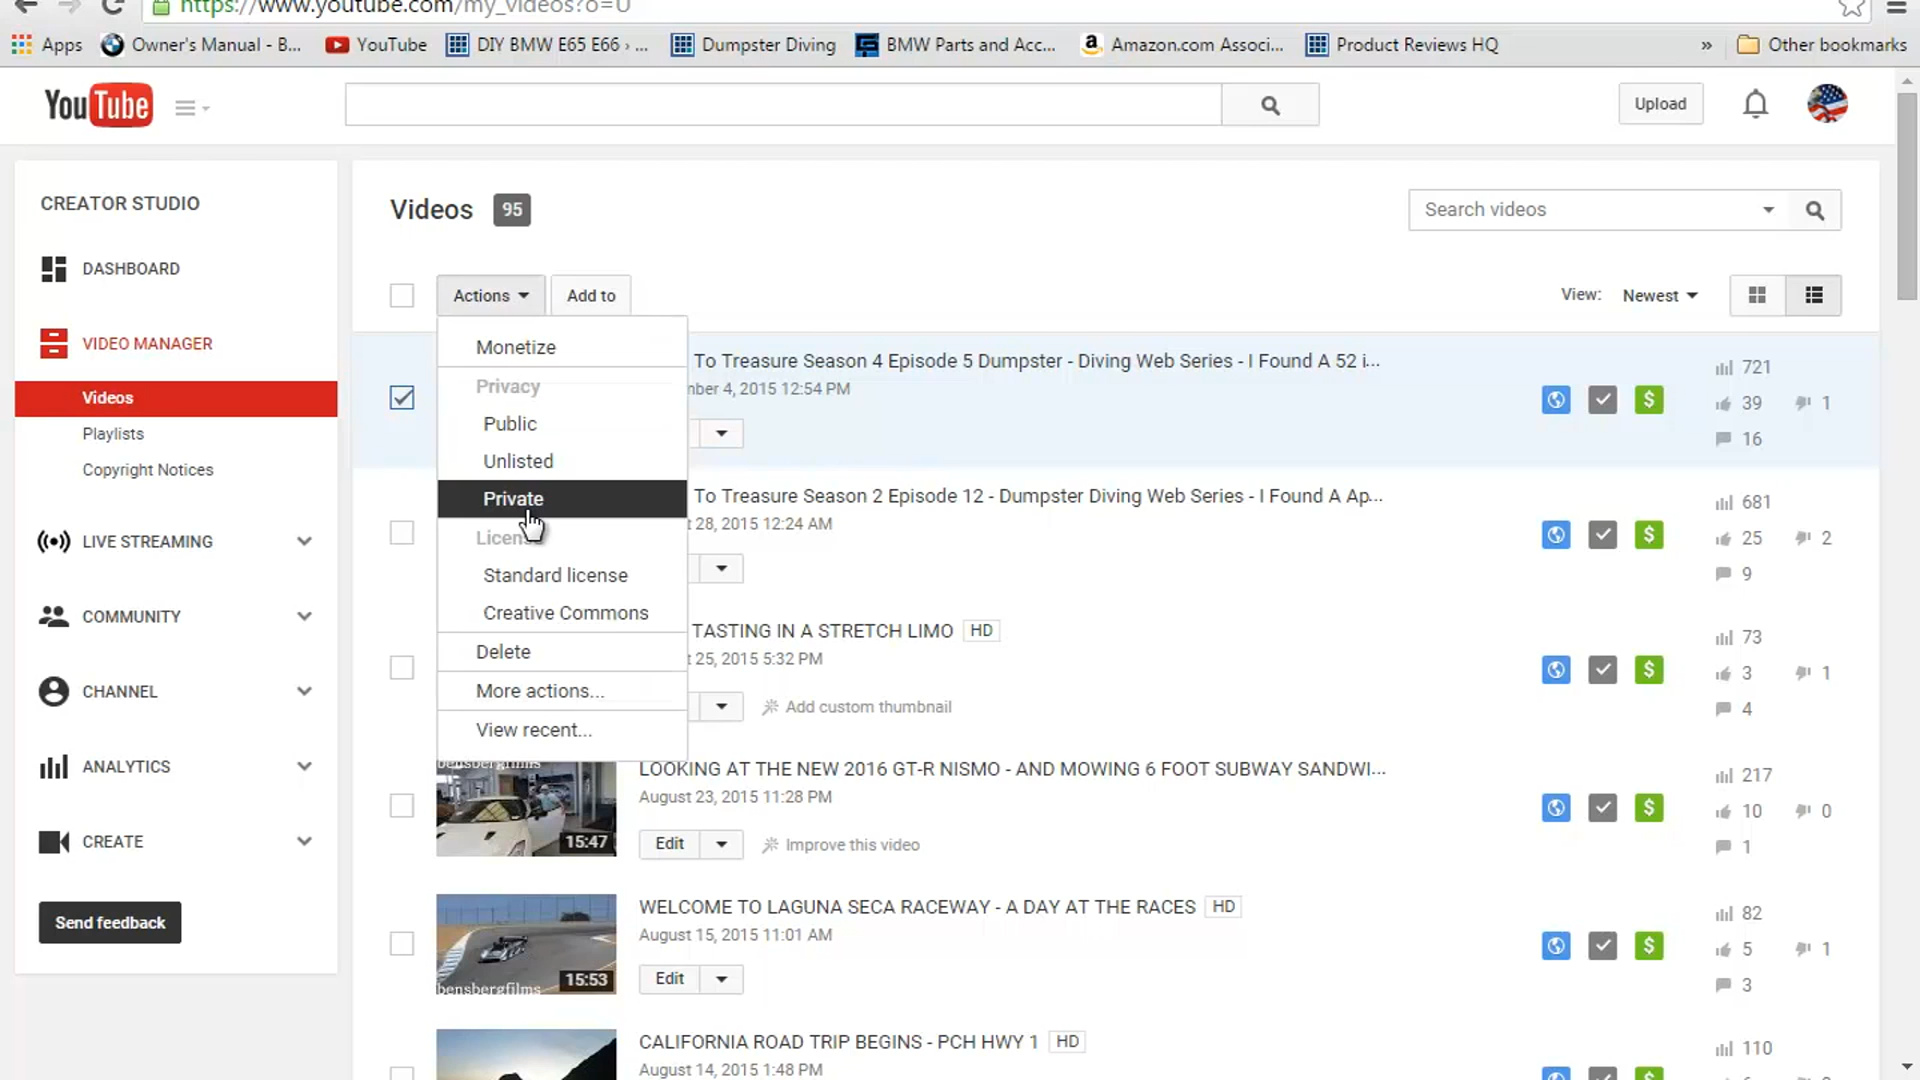 https://www.youtube.com/my_videos?o=U
Apps
Owner's Manual - B...
YouTube
DIY BMW E65 E66 › ...
Dumpster Diving
BMW Parts and Acc...
Amazon.com Associ...
Product Reviews HQ
»
Other bookmarks
YouTube
Upload
CREATOR STUDIO
DASHBOARD
VIDEO MANAGER
Videos
Playlists
Copyright Notices
LIVE STREAMING
COMMUNITY
CHANNEL
ANALYTICS
CREATE
Send feedback
Videos 95
Search videos
Actions
Add to
View: Newest
Monetize
Privacy
Public
Unlisted
Private
Standard license
Creative Commons
Delete
More actions...
View recent...
To Treasure Season 4 Episode 5 Dumpster - Diving Web Series - I Found A 52 i...
4, 2015 12:54 PM
721
39 1
16
To Treasure Season 2 Episode 12 - Dumpster Diving Web Series - I Found A Ap...
28, 2015 12:24 AM
681
25 2
9
TASTING IN A STRETCH LIMO HD
25, 2015 5:32 PM
Add custom thumbnail
73
3 1
4
LOOKING AT THE NEW 2016 GT-R NISMO - AND MOWING 6 FOOT SUBWAY SANDWI...
August 23, 2015 11:28 PM
15:47
Edit
Improve this video
217
10 0
1
WELCOME TO LAGUNA SECA RACEWAY - A DAY AT THE RACES HD
August 15, 2015 11:01 AM
bensbergfilms
15:53
Edit
82
5 1
3
CALIFORNIA ROAD TRIP BEGINS - PCH HWY 1 HD
August 14, 2015 1:48 PM
110